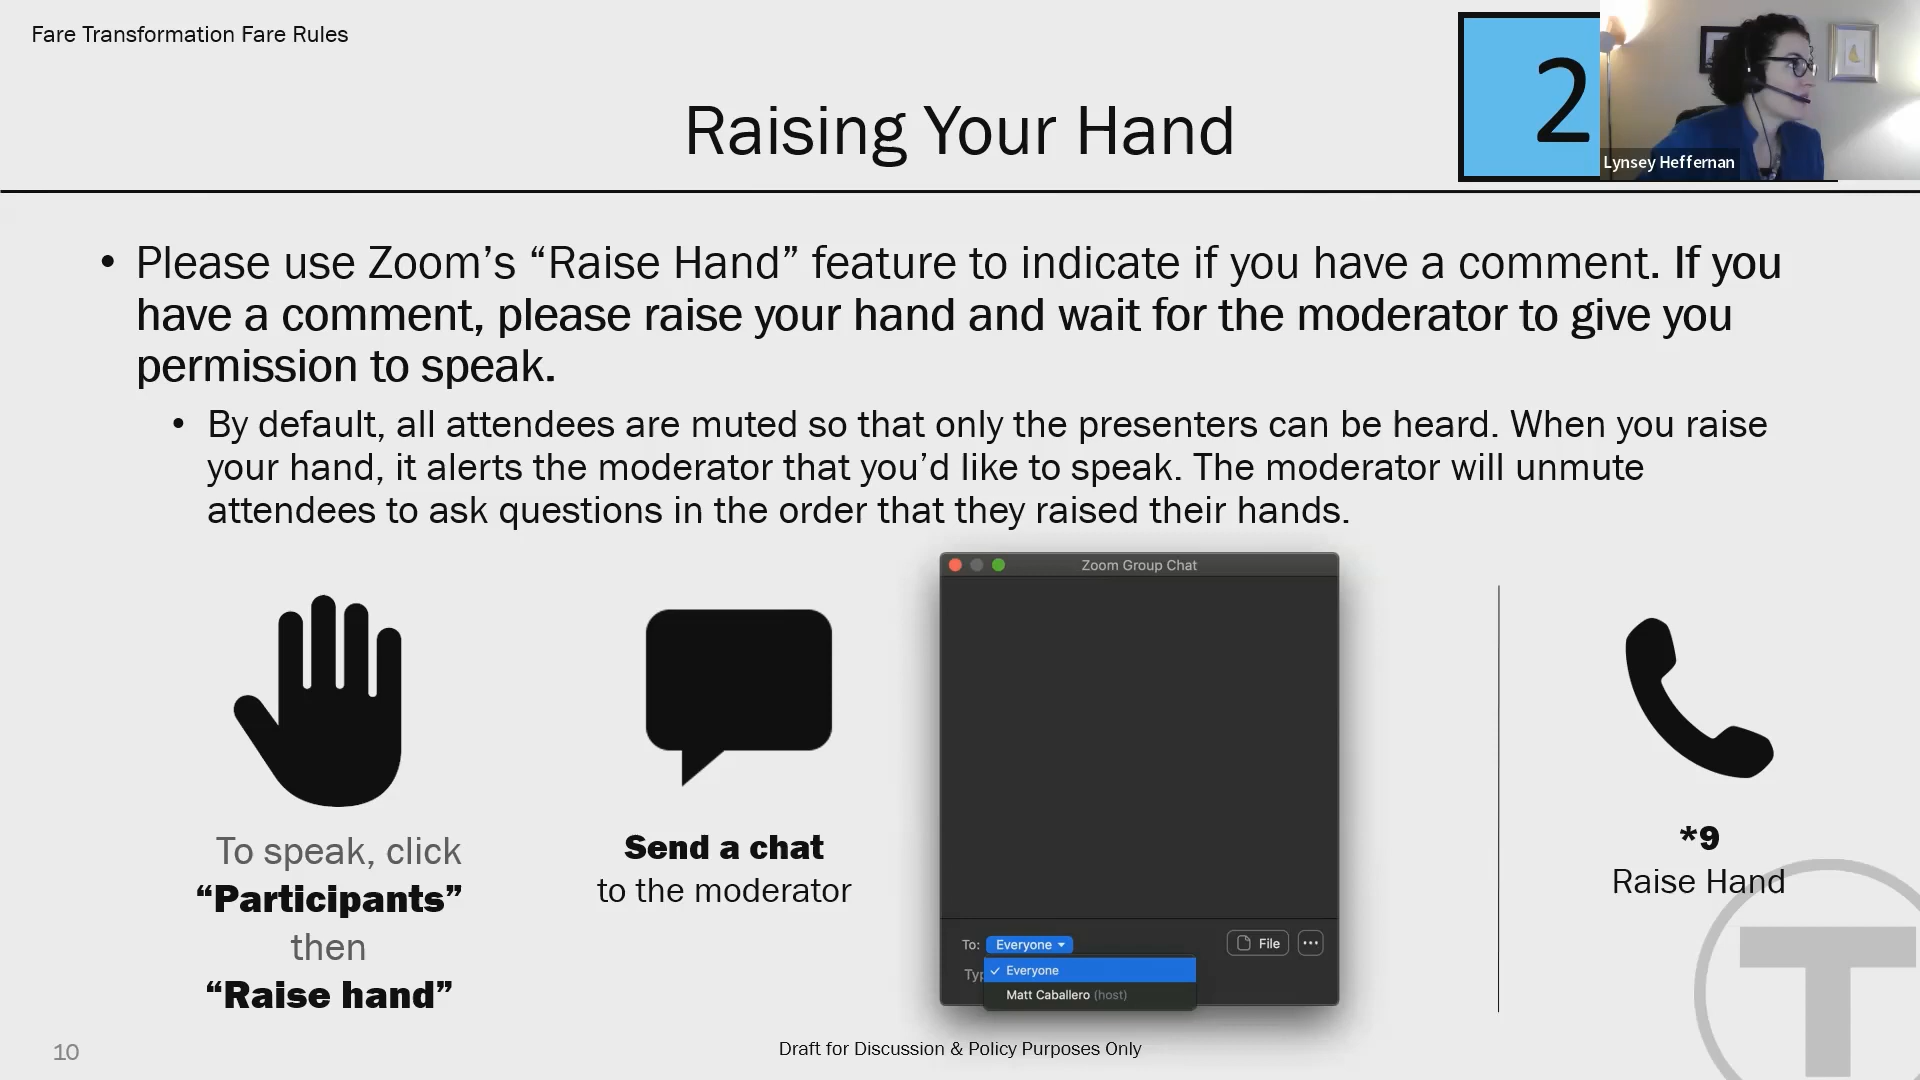 Fare Transformation Fare Rules
2
Lynsey Heffernan
Raising Your Hand
• Please use Zoom’s “Raise Hand” feature to indicate if you have a comment. If you
have a comment, please raise your hand and wait for the moderator to give you
permission to speak.
• By default, all attendees are muted so that only the presenters can be heard. When you raise
your hand, it alerts the moderator that you’d like to speak. The moderator will unmute
attendees to ask questions in the order that they raised their hands.
To speak, click
“Participants”
then
“Raise hand”
Send a chat
to the moderator
Zoom Group Chat
To: Everyone
File
Typ
Everyone
Matt Caballero (host)
*9
Raise Hand
T
10
Draft for Discussion & Policy Purposes Only